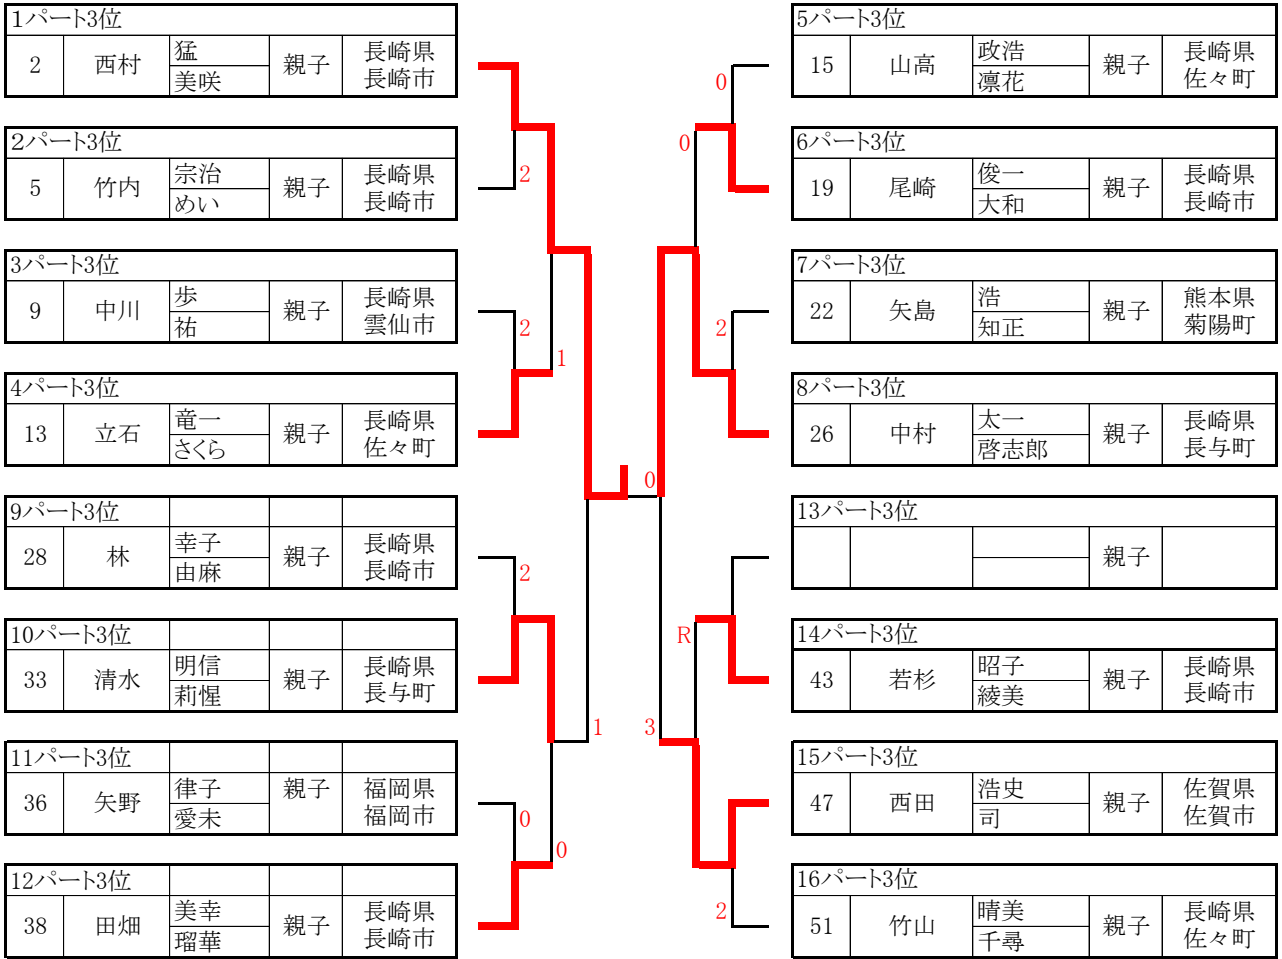 1パート3位
2 西村 猛 美咲 親子 長崎県 長崎市
2パート3位
5 竹内 宗治 めい 親子 長崎県 長崎市
3パート3位
9 中川 歩 祐 親子 長崎県 雲仙市
4パート3位
13 立石 竜一 さくら 親子 長崎県 佐々町
9パート3位
28 林 幸子 由麻 親子 長崎県 長崎市
10パート3位
33 清水 明信 莉惺 親子 長崎県 長与町
11パート3位
36 矢野 律子 愛未 親子 福岡県 福岡市
12パート3位
38 田畑 美幸 瑠華 親子 長崎県 長崎市
2
2
1
2
1
0
0
0
0
0
2
R
3
2
5パート3位
15 山高 政浩 凛花 親子 長崎県 佐々町
6パート3位
19 尾崎 俊一 大和 親子 長崎県 長崎市
7パート3位
22 矢島 浩 知正 親子 熊本県 菊陽町
8パート3位
26 中村 太一 啓志郎 親子 長崎県 長与町
13パート3位
親子
14パート3位
43 若杉 昭子 綾美 親子 長崎県 長崎市
15パート3位
47 西田 浩史 司 親子 佐賀県 佐賀市
16パート3位
51 竹山 晴美 千尋 親子 長崎県 佐々町